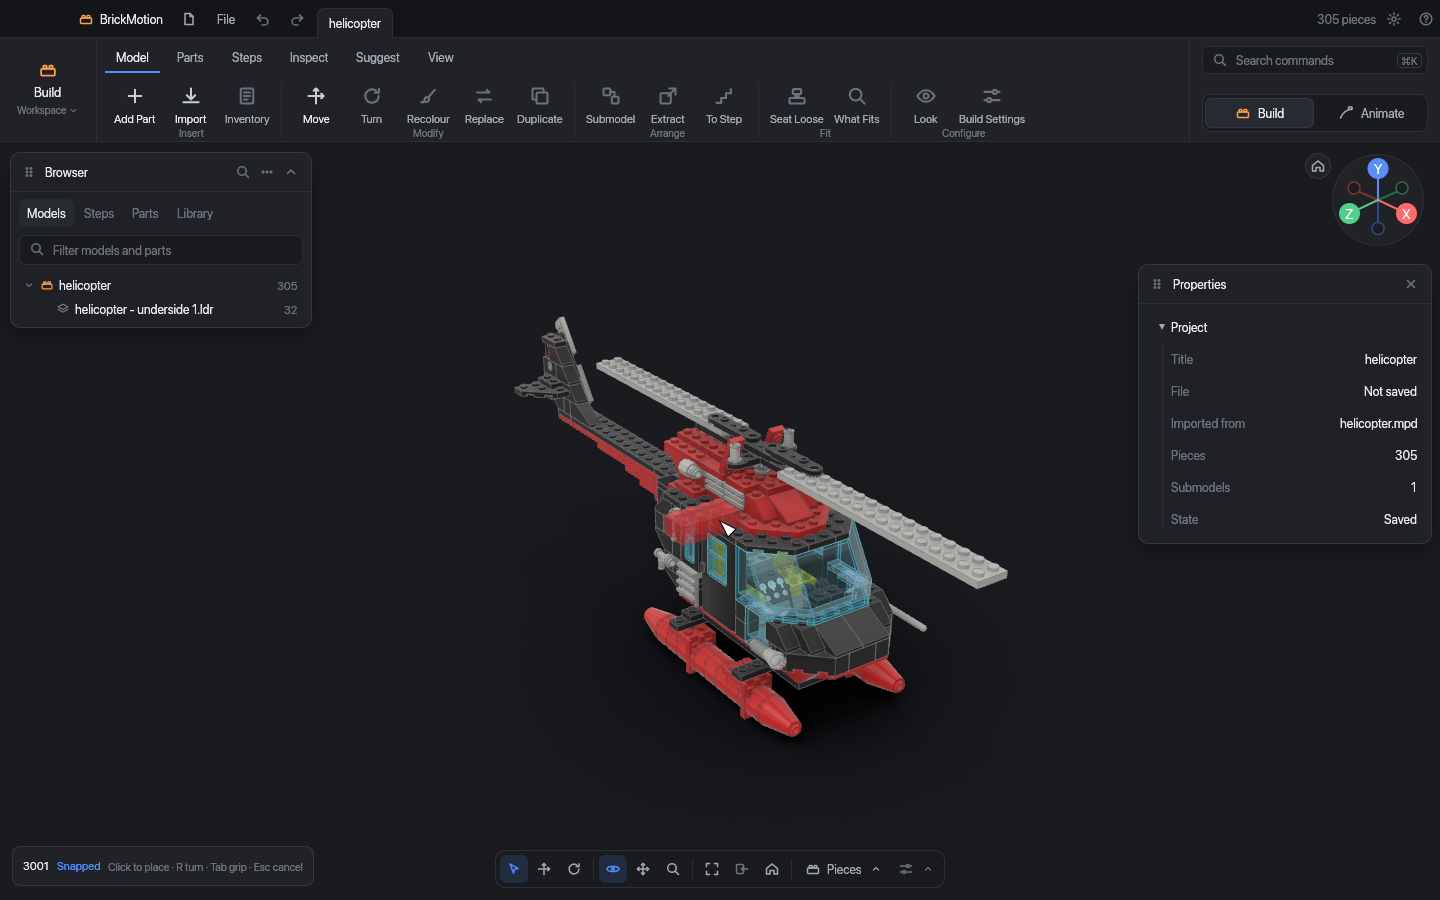 BrickMotion File helicopter 305 pieces
Model Parts Steps Inspect Suggest View
Search commands ⌘K
Build
Workspace
Add Part Import Inventory Move Turn Recolour Replace Duplicate Submodel Extract To Step Seat Loose What Fits Look Build Settings
Insert Modify Arrange Fit Configure
Build Animate
Browser
Models Steps Parts Library
Filter models and parts
helicopter 305
helicopter - underside 1.ldr 32
Y
Z X
Properties
Project
Title helicopter
File Not saved
Imported from helicopter.mpd
Pieces 305
Submodels 1
State Saved
3001 Snapped Click to place · R turn · Tab grip · Esc cancel
Pieces